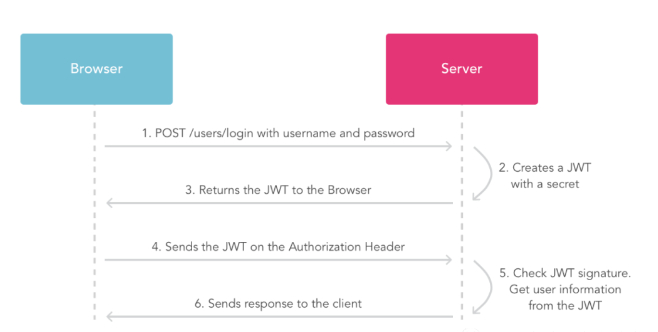 Browser
Server
1. POST /users/login with username and password
2. Creates a JWT
with a secret
3. Returns the JWT to the Browser
4. Sends the JWT on the Authorization Header
5. Check JWT signature.
Get user information
from the JWT
6. Sends response to the client